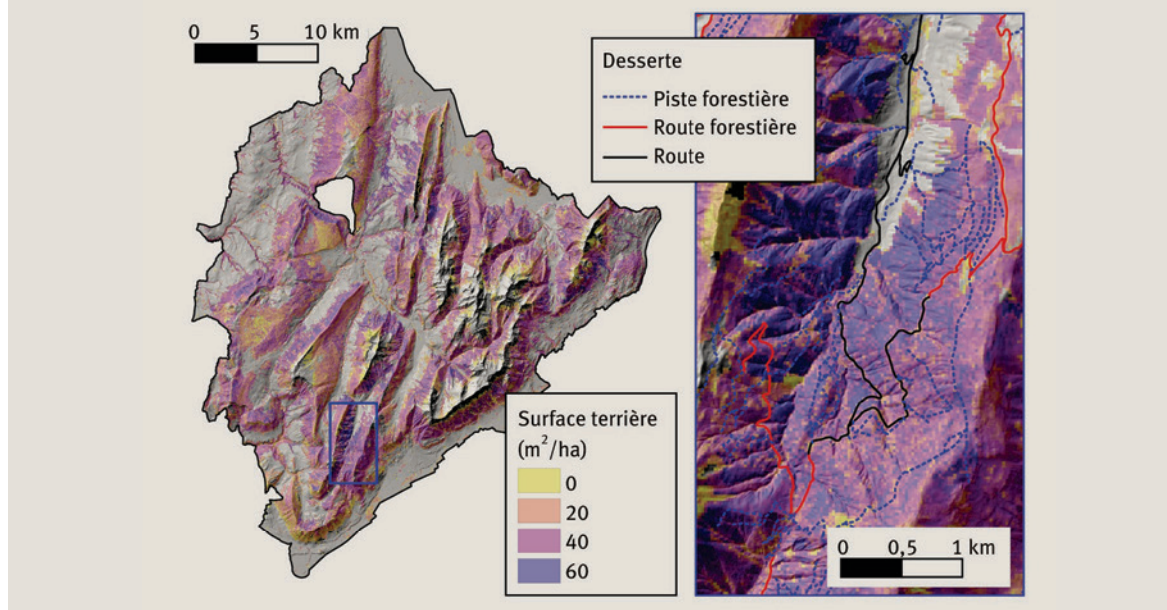 0 5 10 km
Desserte
Piste forestière
Route forestière
Route
Surface terrière
(m²/ha)
0
20
40
60
0 0,5 1 km